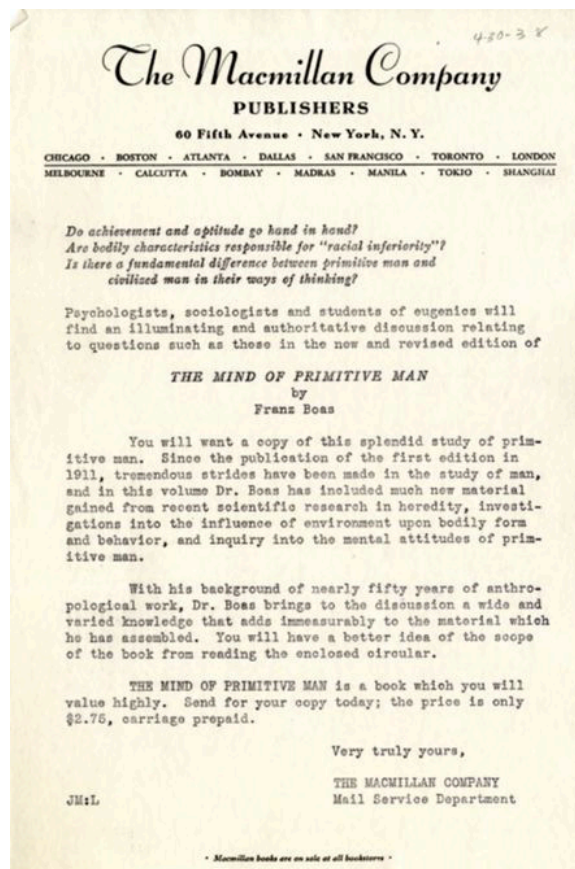 4-30-38
The Macmillan Company
PUBLISHERS
60 Fifth Avenue · New York, N. Y.
CHICAGO · BOSTON · ATLANTA · DALLAS · SAN FRANCISCO · TORONTO · LONDON
MELBOURNE · CALCUTTA · BOMBAY · MADRAS · MANILA · TOKIO · SHANGHAI
Do achievement and aptitude go hand in hand?
Are bodily characteristics responsible for "racial inferiority"?
Is there a fundamental difference between primitive man and
civilized man in their ways of thinking?
Psychologists, sociologists and students of eugenics will
find an illuminating and authoritative discussion relating
to questions such as these in the new and revised edition of
THE MIND OF PRIMITIVE MAN
by
Franz Boas
You will want a copy of this splendid study of prim-
itive man. Since the publication of the first edition in
1911, tremendous strides have been made in the study of man,
and in this volume Dr. Boas has included much new material
gained from recent scientific research in heredity, investi-
gations into the influence of environment upon bodily form
and behavior, and inquiry into the mental attitudes of prim-
itive man.
With his background of nearly fifty years of anthro-
pological work, Dr. Boas brings to the discussion a wide and
varied knowledge that adds immeasurably to the material which
he has assembled. You will have a better idea of the scope
of the book from reading the enclosed circular.
THE MIND OF PRIMITIVE MAN is a book which you will
value highly. Send for your copy today; the price is only
$2.75, carriage prepaid.
Very truly yours,
THE MACMILLAN COMPANY
JM:L Mail Service Department
· Macmillan books are on sale at all bookstores ·